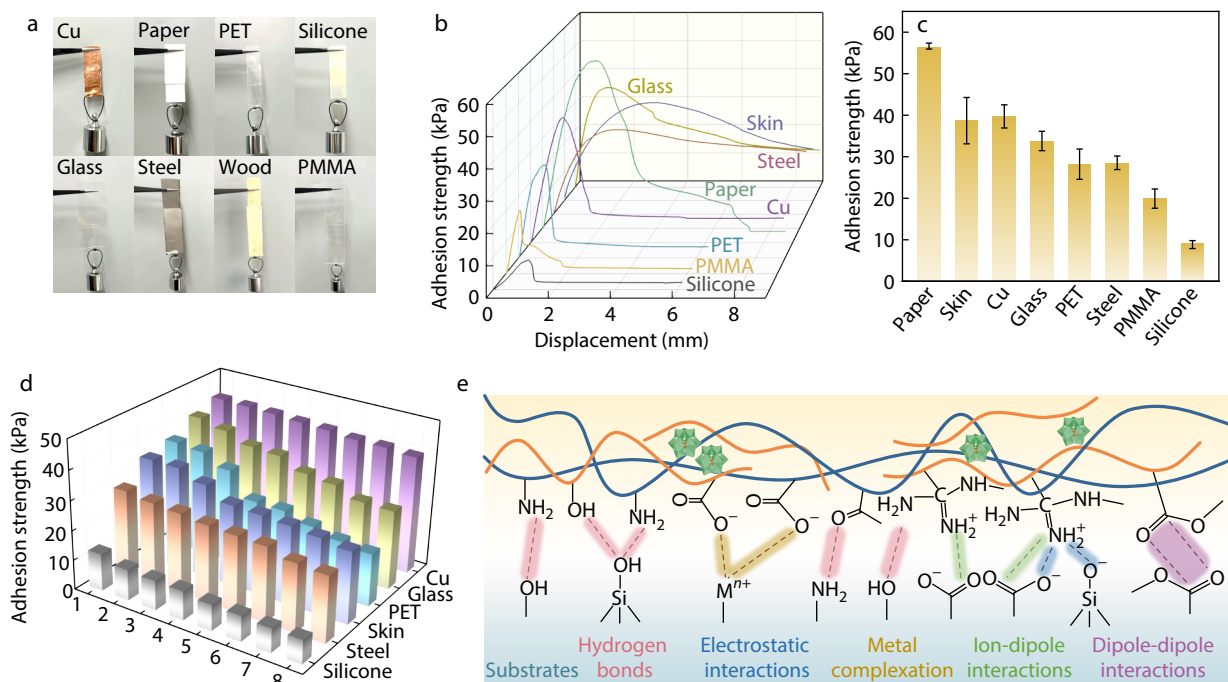 a
Cu Paper PET Silicone
Glass Steel Wood PMMA
b
Adhesion strength (kPa)
60
50
40
30
20
10
0
0 2 4 6 8
Displacement (mm)
Glass
Skin
Steel
Paper
Cu
PET
PMMA
Silicone
c
Adhesion strength (kPa)
60
50
40
30
20
10
0
Paper Skin Cu Glass PET Steel PMMA Silicone
d
Adhesion strength (kPa)
50
40
30
20
10
0
1 2 3 4 5 6 7 8
Cu
Glass
PET
Skin
Steel
Silicone
e
NH₂ OH NH₂ O O⁻ O O⁻ O H₂N NH NH₂⁺ H₂N NH NH₂⁺ O O
OH OH Si Mⁿ⁺ NH₂ HO O⁻ O O O⁻ O⁻ Si O O
Substrates
Hydrogen
bonds
Electrostatic
interactions
Metal
complexation
Ion-dipole
interactions
Dipole-dipole
interactions